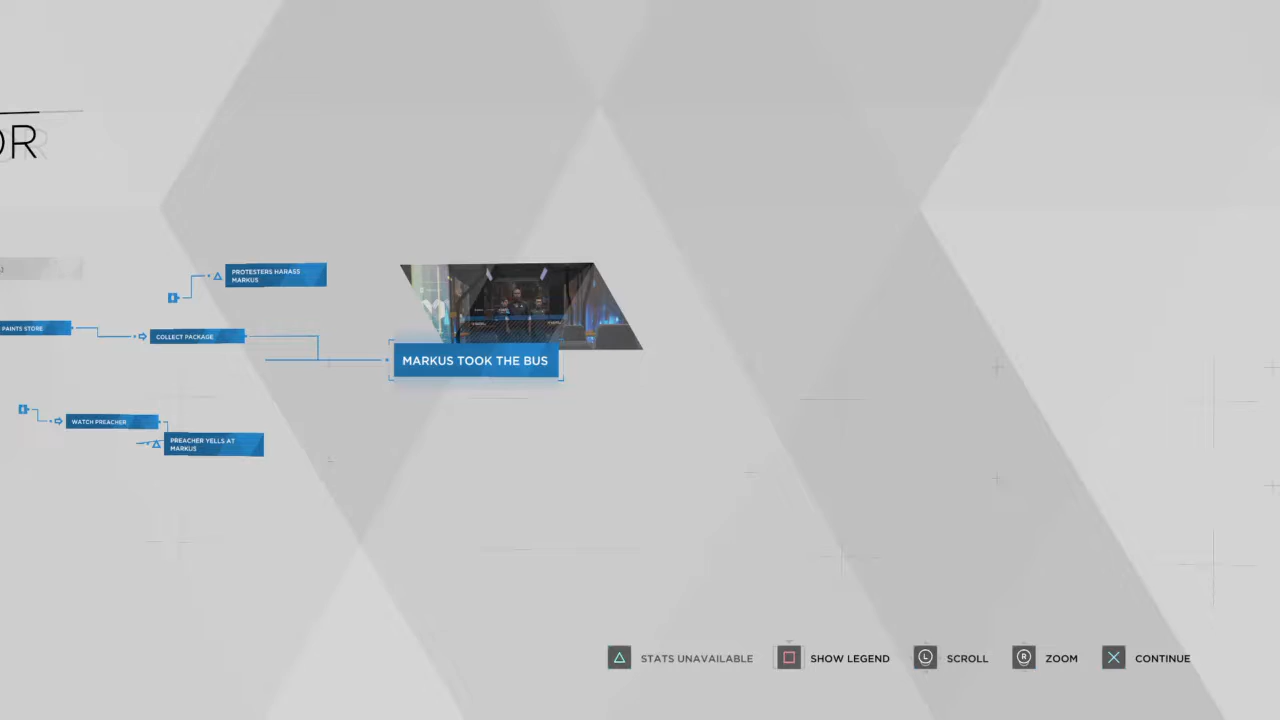 OR
PROTESTERS HARASS
MARKUS
PAINTS STORE
COLLECT PACKAGE
MARKUS TOOK THE BUS
WATCH PREACHER
PREACHER YELLS AT
MARKUS
STATS UNAVAILABLE
SHOW LEGEND
L
SCROLL
R
ZOOM
CONTINUE